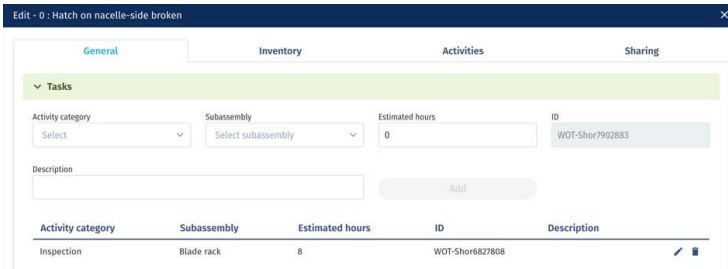 Edit - 0 : Hatch on nacelle-side broken
General Inventory Activities Sharing
Tasks
Activity category Subassembly Estimated hours ID
Select Select subassembly 0 WOT-Shor7902883
Description
Add
Activity category Subassembly Estimated hours ID Description
Inspection Blade rack 8 WOT-Shor6827808